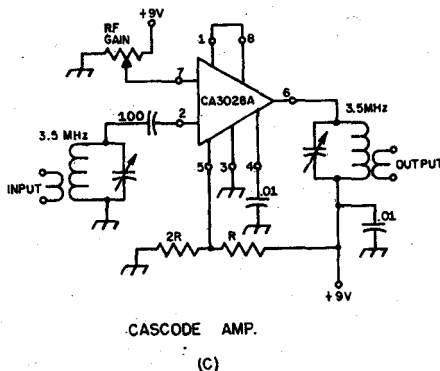 +9V
RF
GAIN
1 8
7
CA3028A
6
3.5MHz
100
2
3.5 MHz
5 3 4
INPUT
OUTPUT
.01
2R R
.01
+9V
CASCODE AMP.
(C)